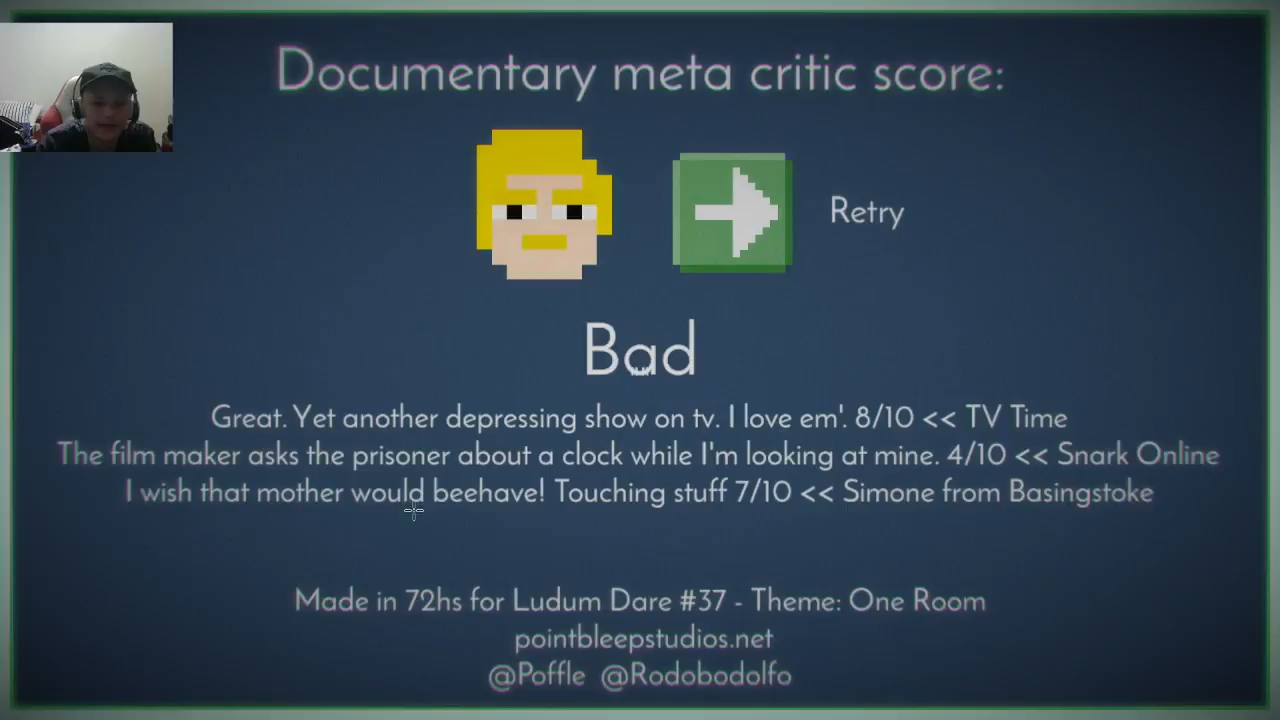 Documentary meta critic score:
Retry
Bad
Great. Yet another depressing show on tv. I love em'. 8/10 << TV Time
The film maker asks the prisoner about a clock while I'm looking at mine. 4/10 << Snark Online
I wish that mother would beehave! Touching stuff 7/10 << Simone from Basingstoke
Made in 72hs for Ludum Dare #37 - Theme: One Room
pointbleepstudios.net
@Poffle @Rodobodolfo